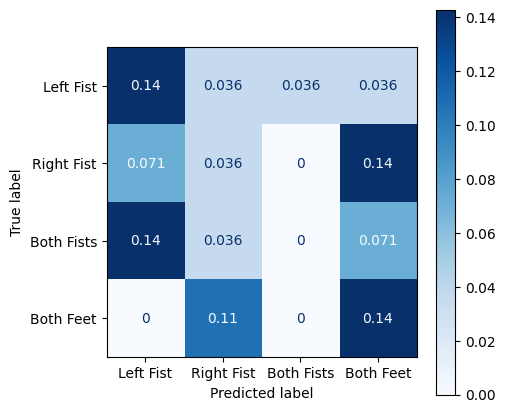 Left Fist 0.14 0.036 0.036 0.036
Right Fist 0.071 0.036 0 0.14
Both Fists 0.14 0.036 0 0.071
Both Feet 0 0.11 0 0.14
Left Fist Right Fist Both Fists Both Feet
Predicted label
True label
0.14
0.12
0.10
0.08
0.06
0.04
0.02
0.00